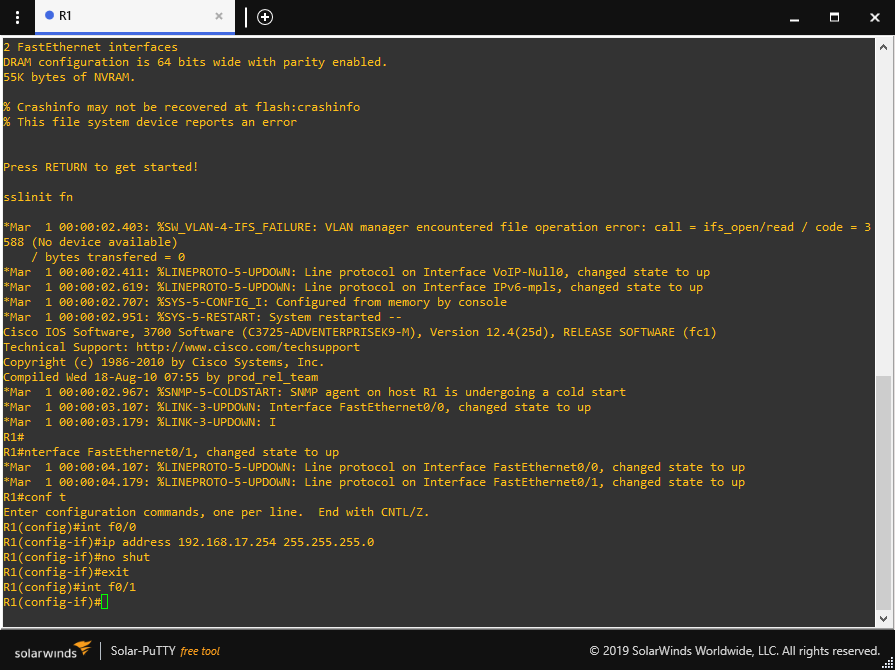 R1
2 FastEthernet interfaces
DRAM configuration is 64 bits wide with parity enabled.
55K bytes of NVRAM.
% Crashinfo may not be recovered at flash:crashinfo
% This file system device reports an error
Press RETURN to get started!
sslinit fn
*Mar  1 00:00:02.403: %SW_VLAN-4-IFS_FAILURE: VLAN manager encountered file operation error: call = ifs_open/read / code = 3
588 (No device available)
    / bytes transfered = 0
*Mar  1 00:00:02.411: %LINEPROTO-5-UPDOWN: Line protocol on Interface VoIP-Null0, changed state to up
*Mar  1 00:00:02.619: %LINEPROTO-5-UPDOWN: Line protocol on Interface IPv6-mpls, changed state to up
*Mar  1 00:00:02.707: %SYS-5-CONFIG_I: Configured from memory by console
*Mar  1 00:00:02.951: %SYS-5-RESTART: System restarted --
Cisco IOS Software, 3700 Software (C3725-ADVENTERPRISEK9-M), Version 12.4(25d), RELEASE SOFTWARE (fc1)
Technical Support: http://www.cisco.com/techsupport
Copyright (c) 1986-2010 by Cisco Systems, Inc.
Compiled Wed 18-Aug-10 07:55 by prod_rel_team
*Mar  1 00:00:02.967: %SNMP-5-COLDSTART: SNMP agent on host R1 is undergoing a cold start
*Mar  1 00:00:03.107: %LINK-3-UPDOWN: Interface FastEthernet0/0, changed state to up
*Mar  1 00:00:03.179: %LINK-3-UPDOWN: I
R1#
R1#nterface FastEthernet0/1, changed state to up
*Mar  1 00:00:04.107: %LINEPROTO-5-UPDOWN: Line protocol on Interface FastEthernet0/0, changed state to up
*Mar  1 00:00:04.179: %LINEPROTO-5-UPDOWN: Line protocol on Interface FastEthernet0/1, changed state to up
R1#conf t
Enter configuration commands, one per line.  End with CNTL/Z.
R1(config)#int f0/0
R1(config-if)#ip address 192.168.17.254 255.255.255.0
R1(config-if)#no shut
R1(config-if)#exit
R1(config)#int f0/1
R1(config-if)#
solarwinds Solar-PuTTY free tool © 2019 SolarWinds Worldwide, LLC. All rights reserved.